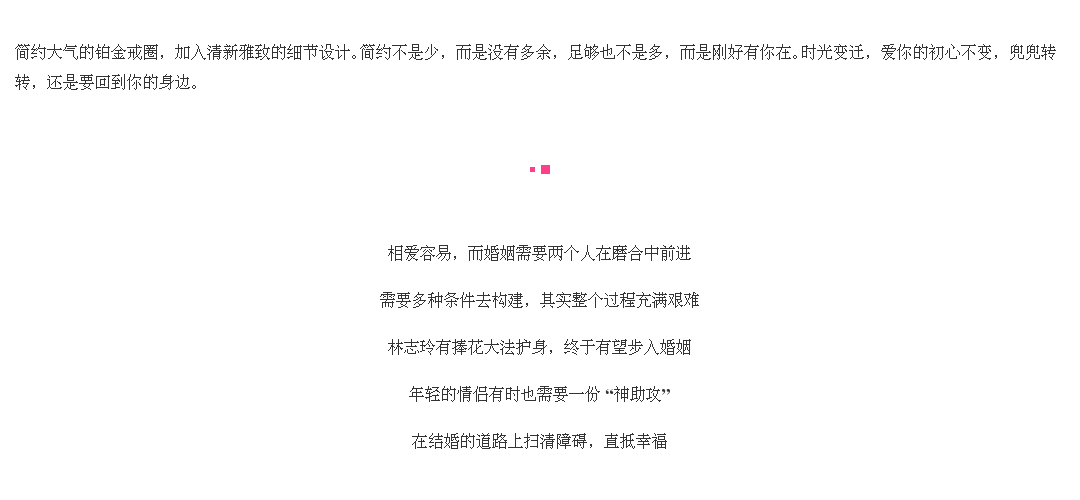 简约大气的铂金戒圈，加入清新雅致的细节设计。简约不是少，而是没有多余，足够也不是多，而是刚好有你在。时光变迁，爱你的初心不变，兜兜转
转，还是要回到你的身边。
相爱容易，而婚姻需要两个人在磨合中前进
需要多种条件去构建，其实整个过程充满艰难
林志玲有捧花大法护身，终于有望步入婚姻
年轻的情侣有时也需要一份 “神助攻”
在结婚的道路上扫清障碍，直抵幸福